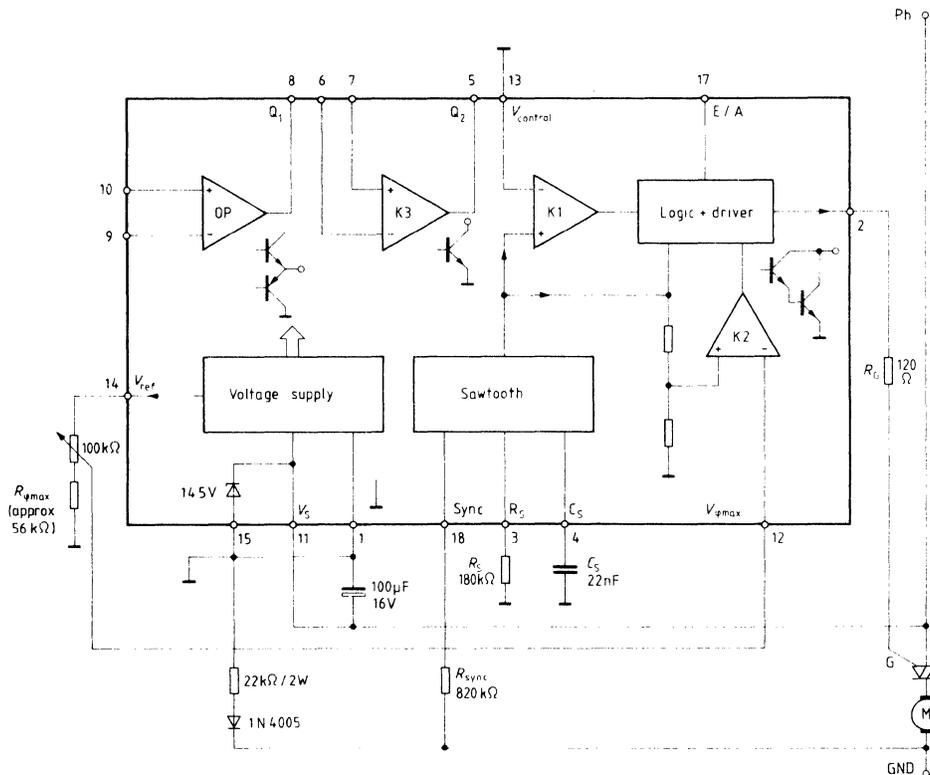 Ph
8 6 7 5 13 17
Q1 Q2 Vcontrol E / A
10 + OP
9 -
+ K3 -
- K1 +
Logic + driver
2
K2
+ -
14 Vref
Voltage supply
Sawtooth
RG 120 Ω
100kΩ
Rφmax
(approx
56 kΩ)
14.5V
VS Sync RS CS Vφmax
15 11 1 18 3 4 12
100µF
16V
RS
180kΩ
CS
22nF
G
22kΩ/2W
Rsync
820kΩ
1N4005
M
GND